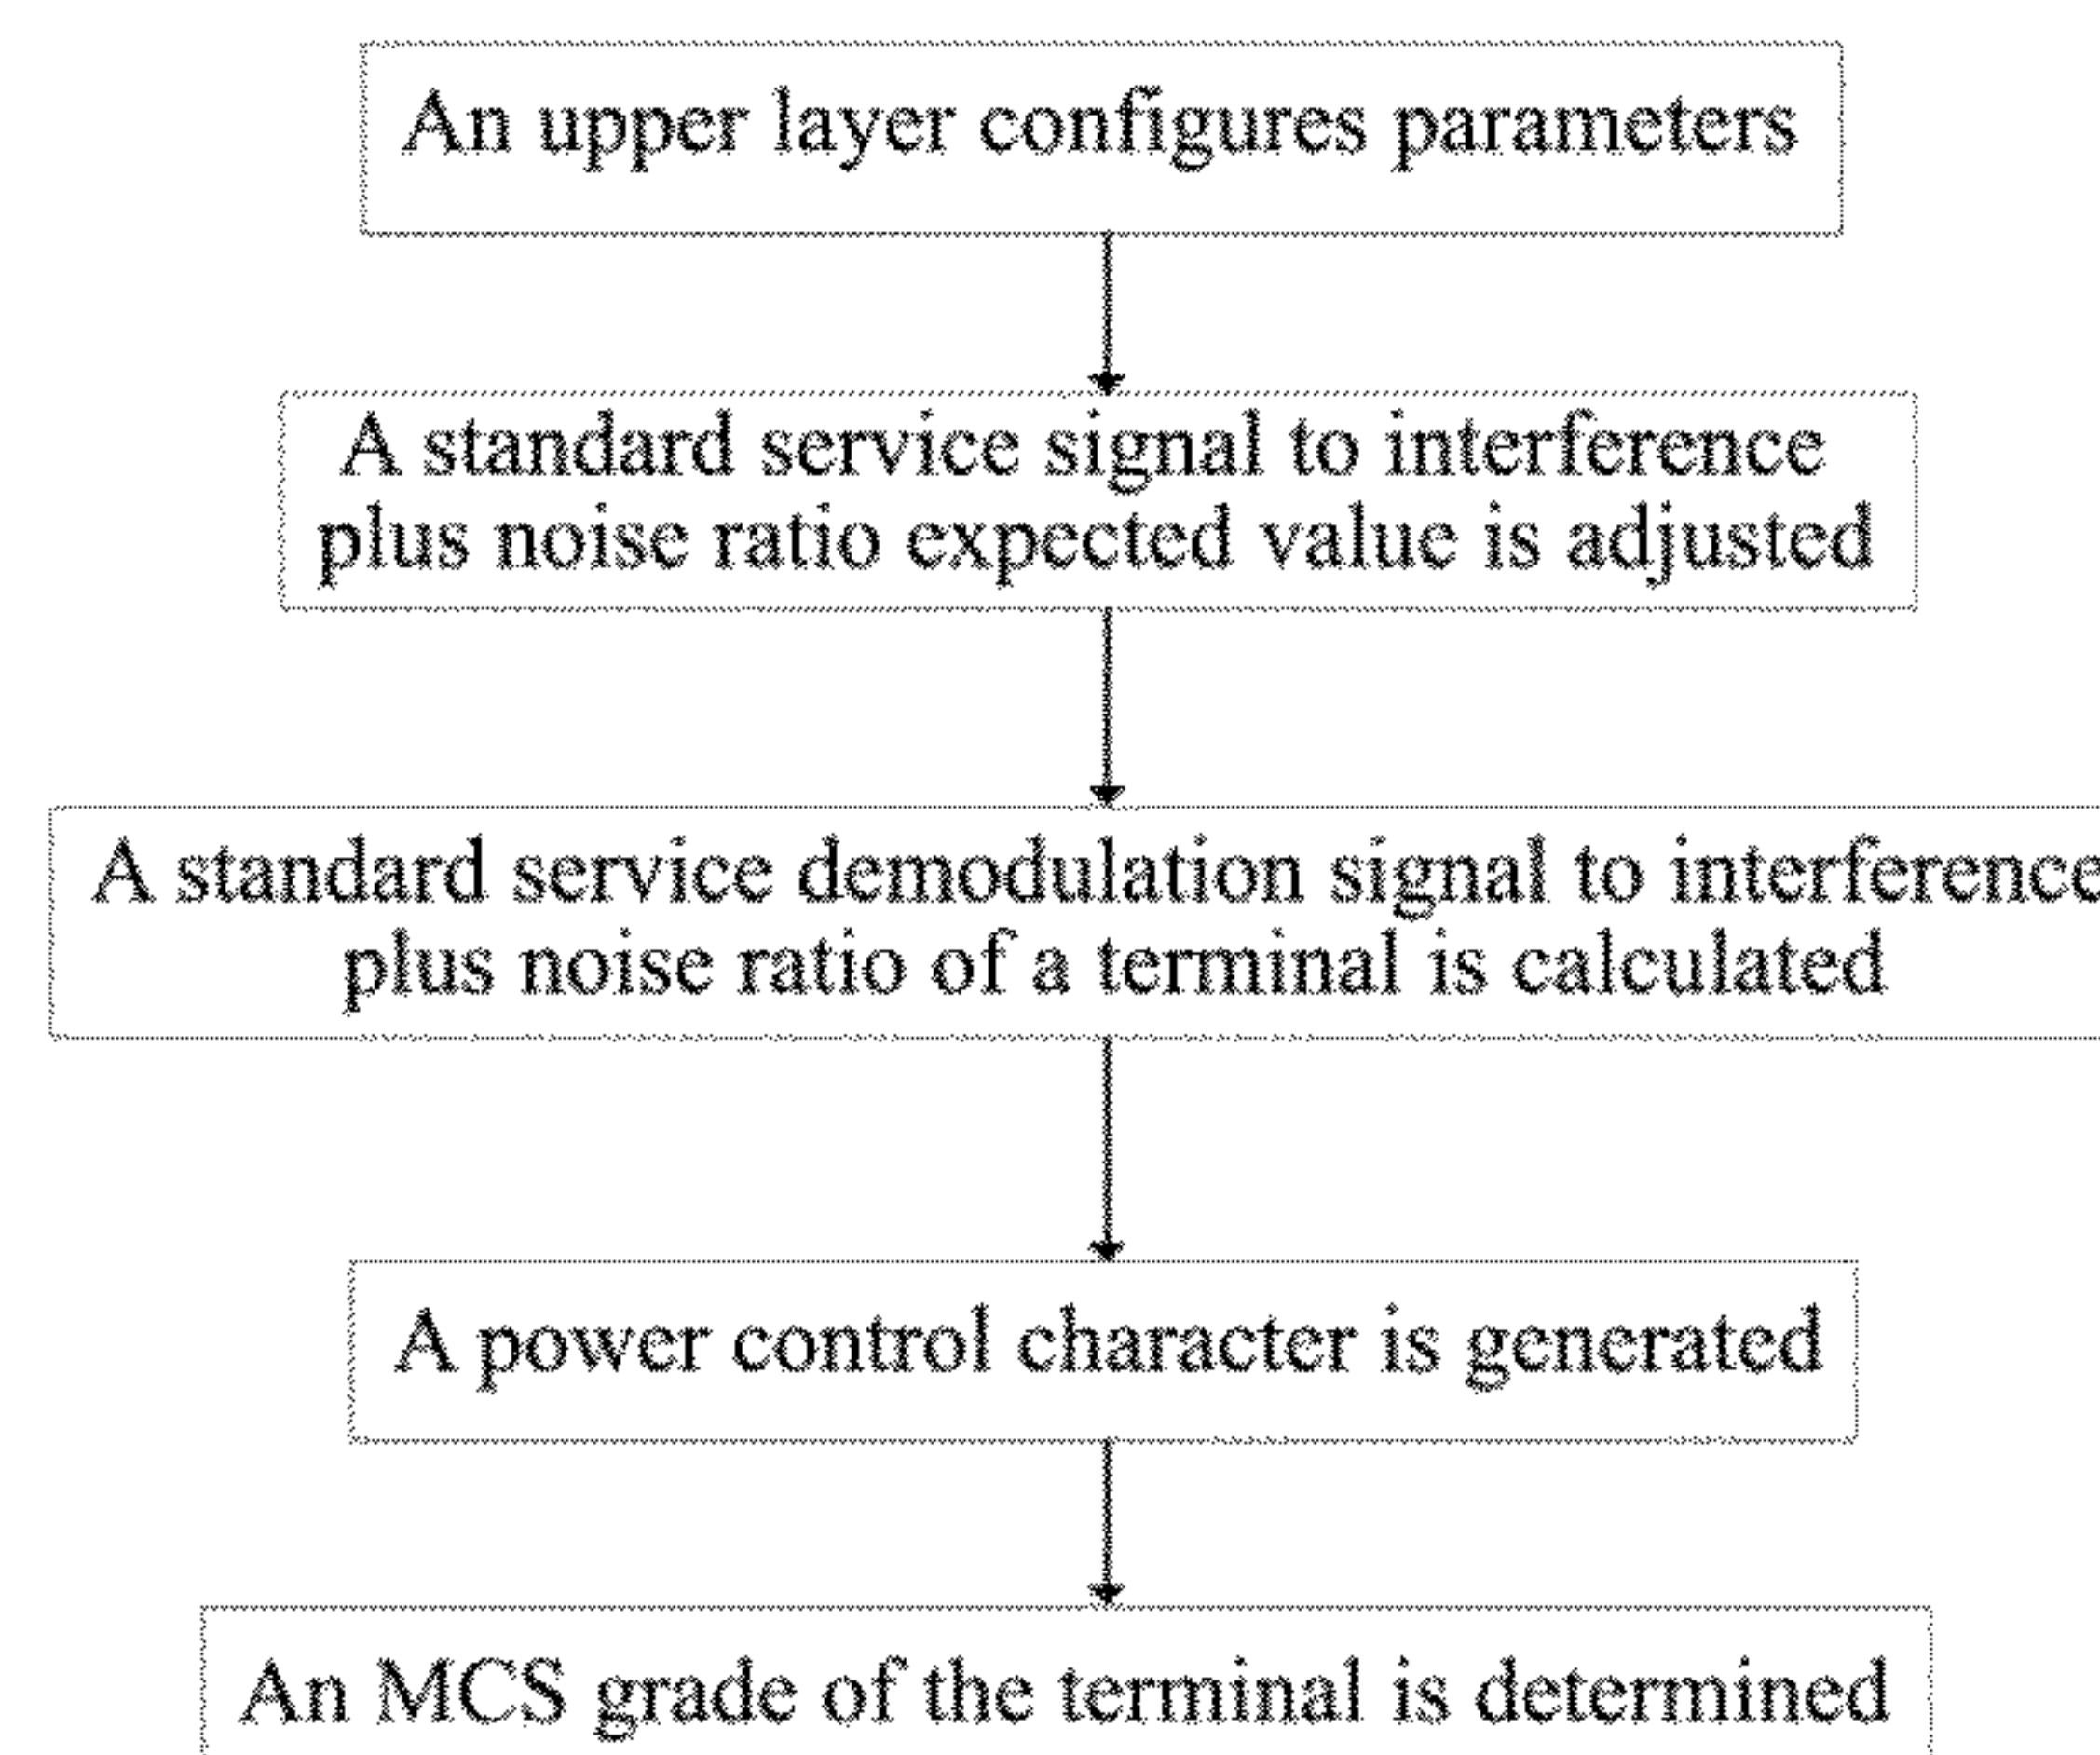 An upper layer configures parameters
A standard service signal to interference
plus noise ratio expected value is adjusted
A standard service demodulation signal to interference
plus noise ratio of a terminal is calculated
A power control character is generated
An MCS grade of the terminal is determined